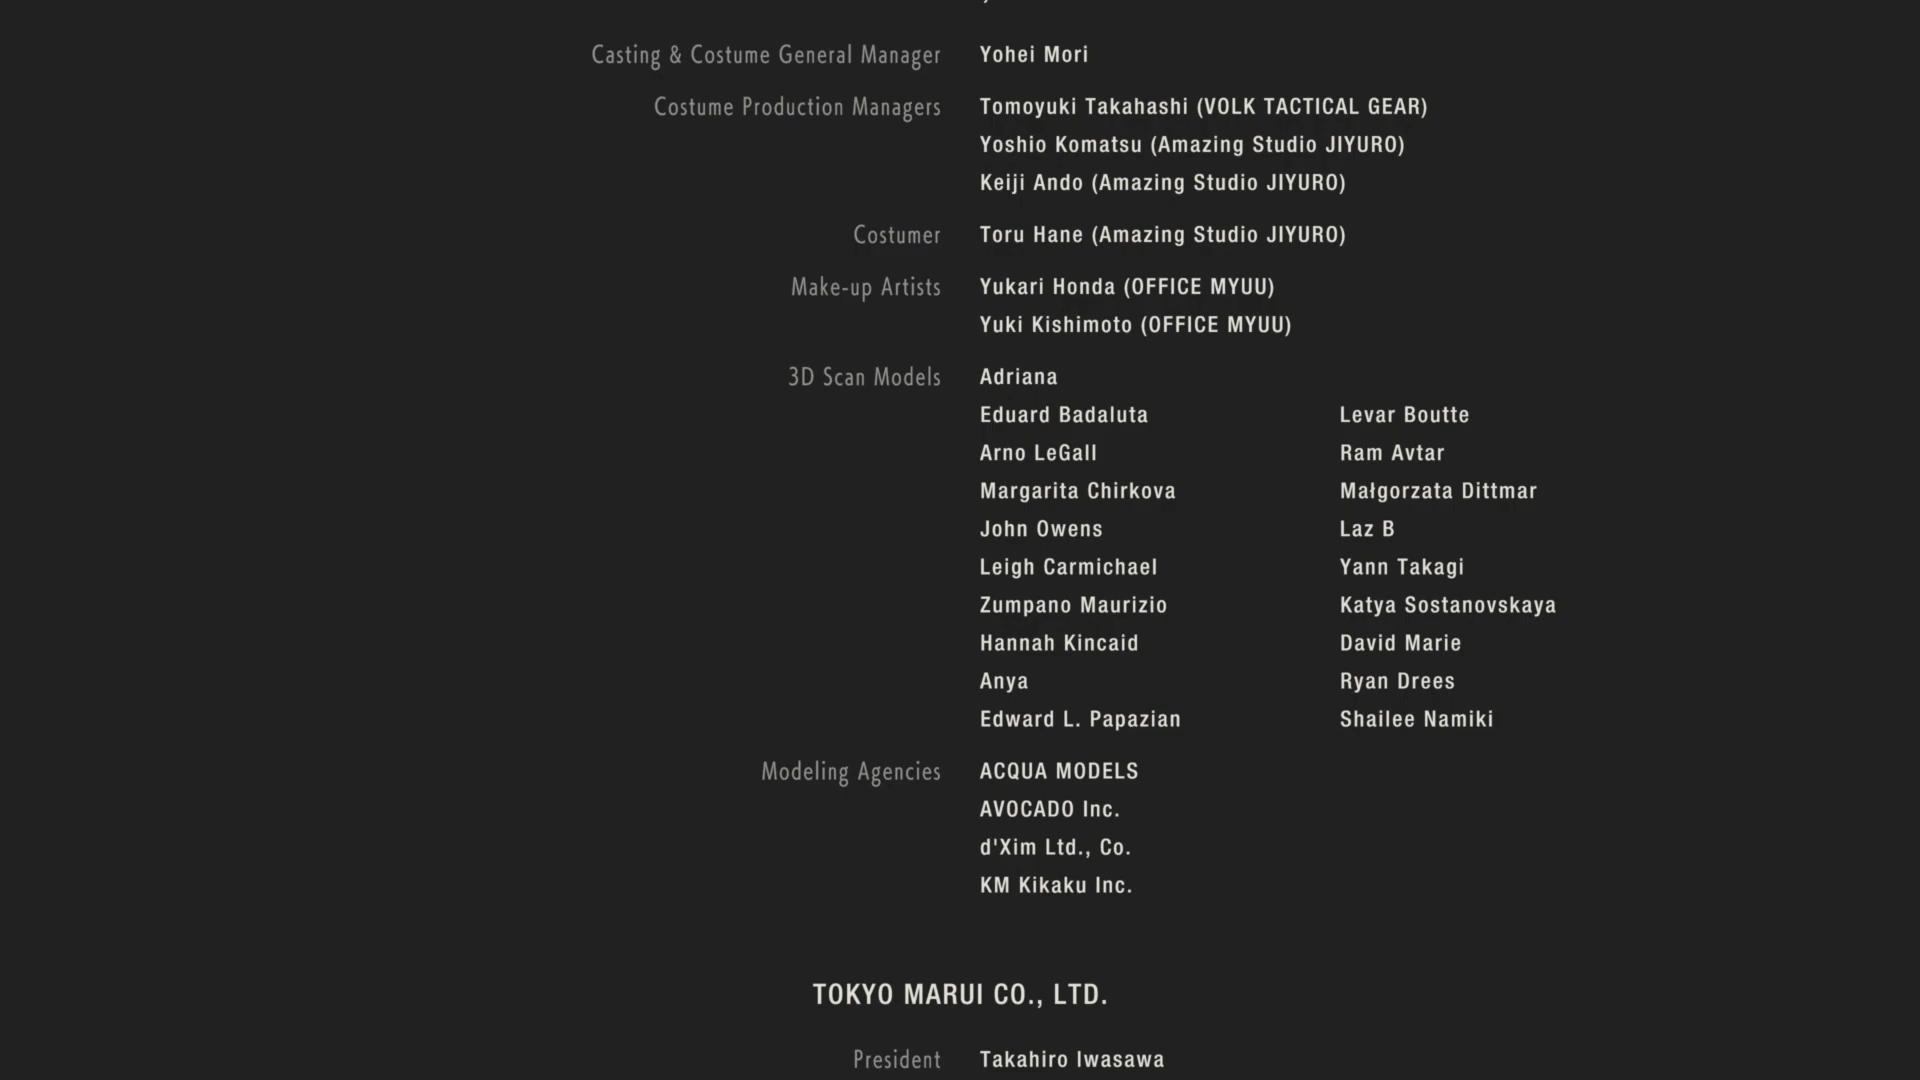 Casting & Costume General Manager Yohei Mori
Costume Production Managers Tomoyuki Takahashi (VOLK TACTICAL GEAR)
Yoshio Komatsu (Amazing Studio JIYURO)
Keiji Ando (Amazing Studio JIYURO)
Costumer Toru Hane (Amazing Studio JIYURO)
Make-up Artists Yukari Honda (OFFICE MYUU)
Yuki Kishimoto (OFFICE MYUU)
3D Scan Models Adriana
Eduard Badaluta Levar Boutte
Arno LeGall Ram Avtar
Margarita Chirkova Małgorzata Dittmar
John Owens Laz B
Leigh Carmichael Yann Takagi
Zumpano Maurizio Katya Sostanovskaya
Hannah Kincaid David Marie
Anya Ryan Drees
Edward L. Papazian Shailee Namiki
Modeling Agencies ACQUA MODELS
AVOCADO Inc.
d'Xim Ltd., Co.
KM Kikaku Inc.
TOKYO MARUI CO., LTD.
President Takahiro Iwasawa